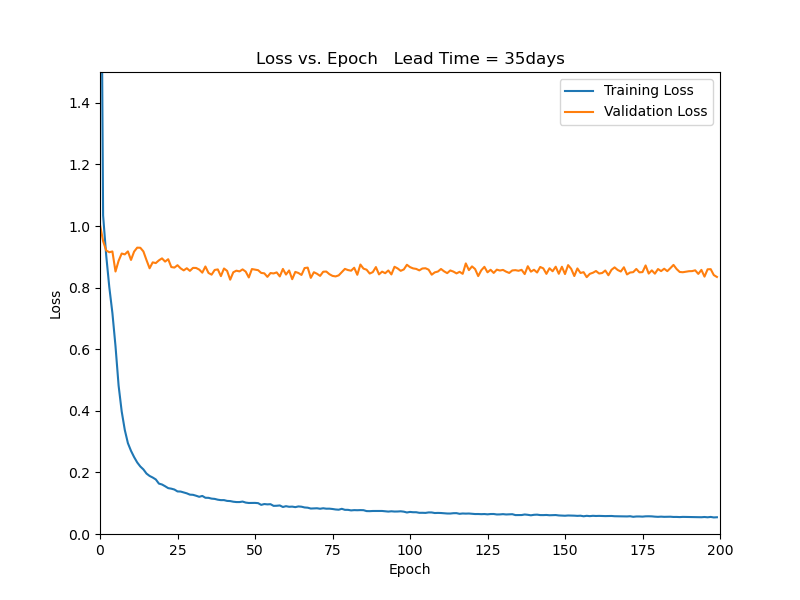 Loss vs. Epoch   Lead Time = 35days
Training Loss
Validation Loss
1.4
1.2
1.0
0.8
0.6
0.4
0.2
0.0
Loss
0 25 50 75 100 125 150 175 200
Epoch